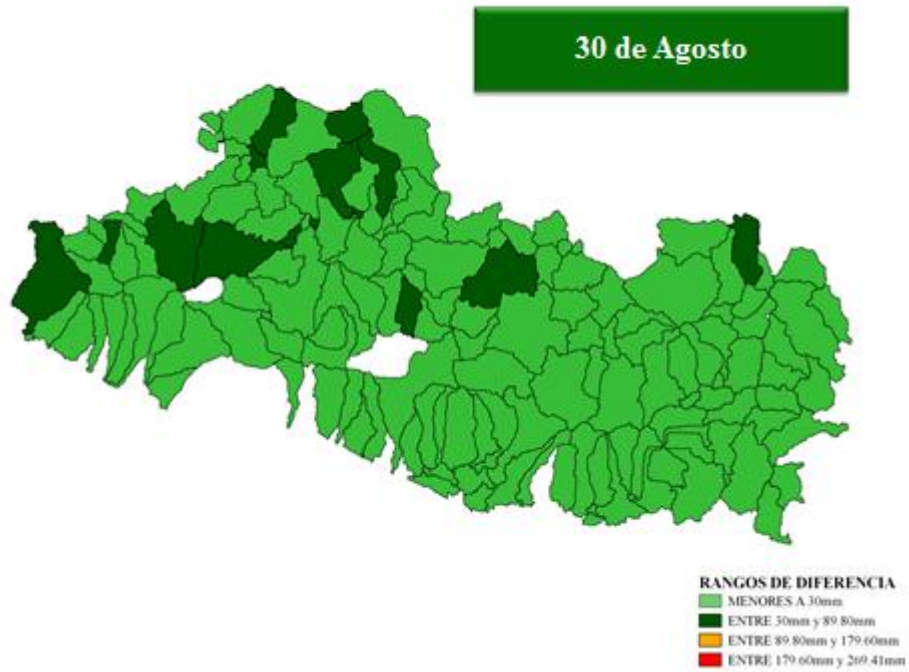 30 de Agosto
RANGOS DE DIFERENCIA
MENORES A 30mm
ENTRE 30mm y 89.80mm
ENTRE 89.80mm y 179.60mm
ENTRE 179.60mm y 269.41mm